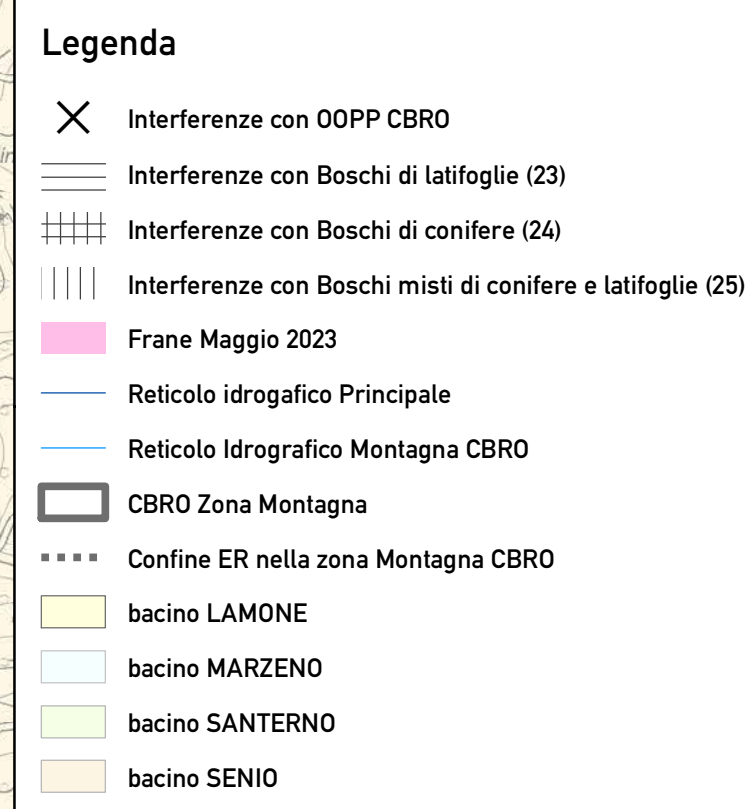 Legenda
Interferenze con OOPP CBRO
Interferenze con Boschi di latifoglie (23)
Interferenze con Boschi di conifere (24)
Interferenze con Boschi misti di conifere e latifoglie (25)
Frane Maggio 2023
Reticolo idrogafico Principale
Reticolo Idrografico Montagna CBRO
CBRO Zona Montagna
Confine ER nella zona Montagna CBRO
bacino LAMONE
bacino MARZENO
bacino SANTERNO
bacino SENIO